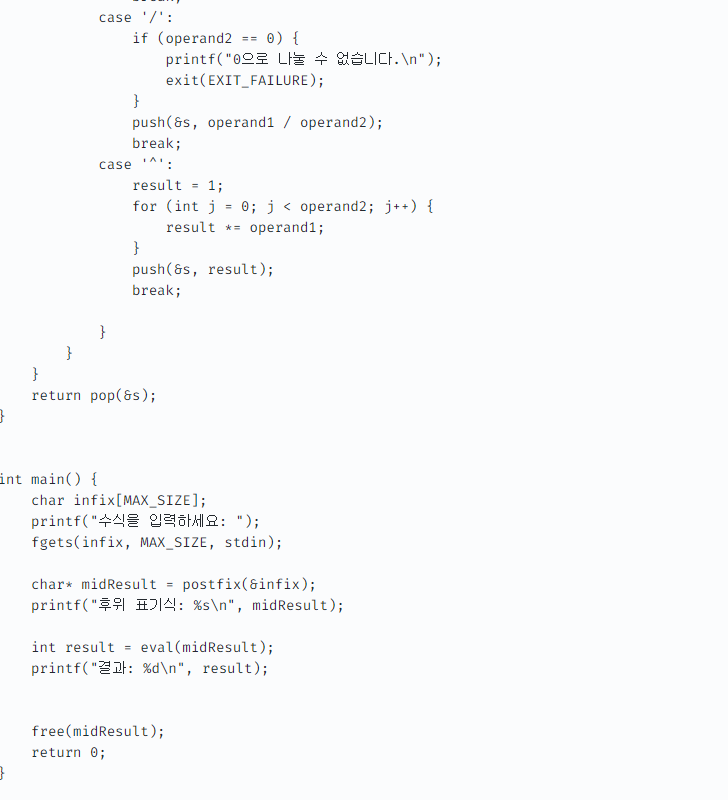 break;
case '/':
if (operand2 == 0) {
printf("0으로 나눌 수 없습니다.\n");
exit(EXIT_FAILURE);
}
push(&s, operand1 / operand2);
break;
case '^':
result = 1;
for (int j = 0; j < operand2; j++) {
result *= operand1;
}
push(&s, result);
break;
}
}
}
return pop(&s);
}
int main() {
char infix[MAX_SIZE];
printf("수식을 입력하세요: ");
fgets(infix, MAX_SIZE, stdin);
char* midResult = postfix(&infix);
printf("후위 표기식: %s\n", midResult);
int result = eval(midResult);
printf("결과: %d\n", result);
free(midResult);
return 0;
}